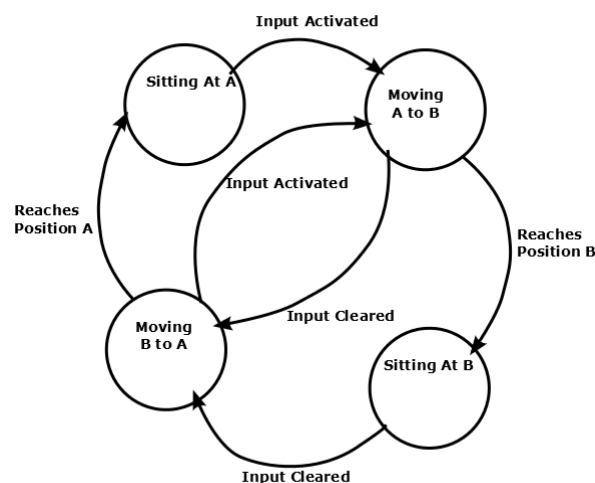 Input Activated
Sitting At A
Moving
A to B
Input Activated
Reaches
Position A
Reaches
Position B
Input Cleared
Moving
B to A
Sitting At B
Input Cleared